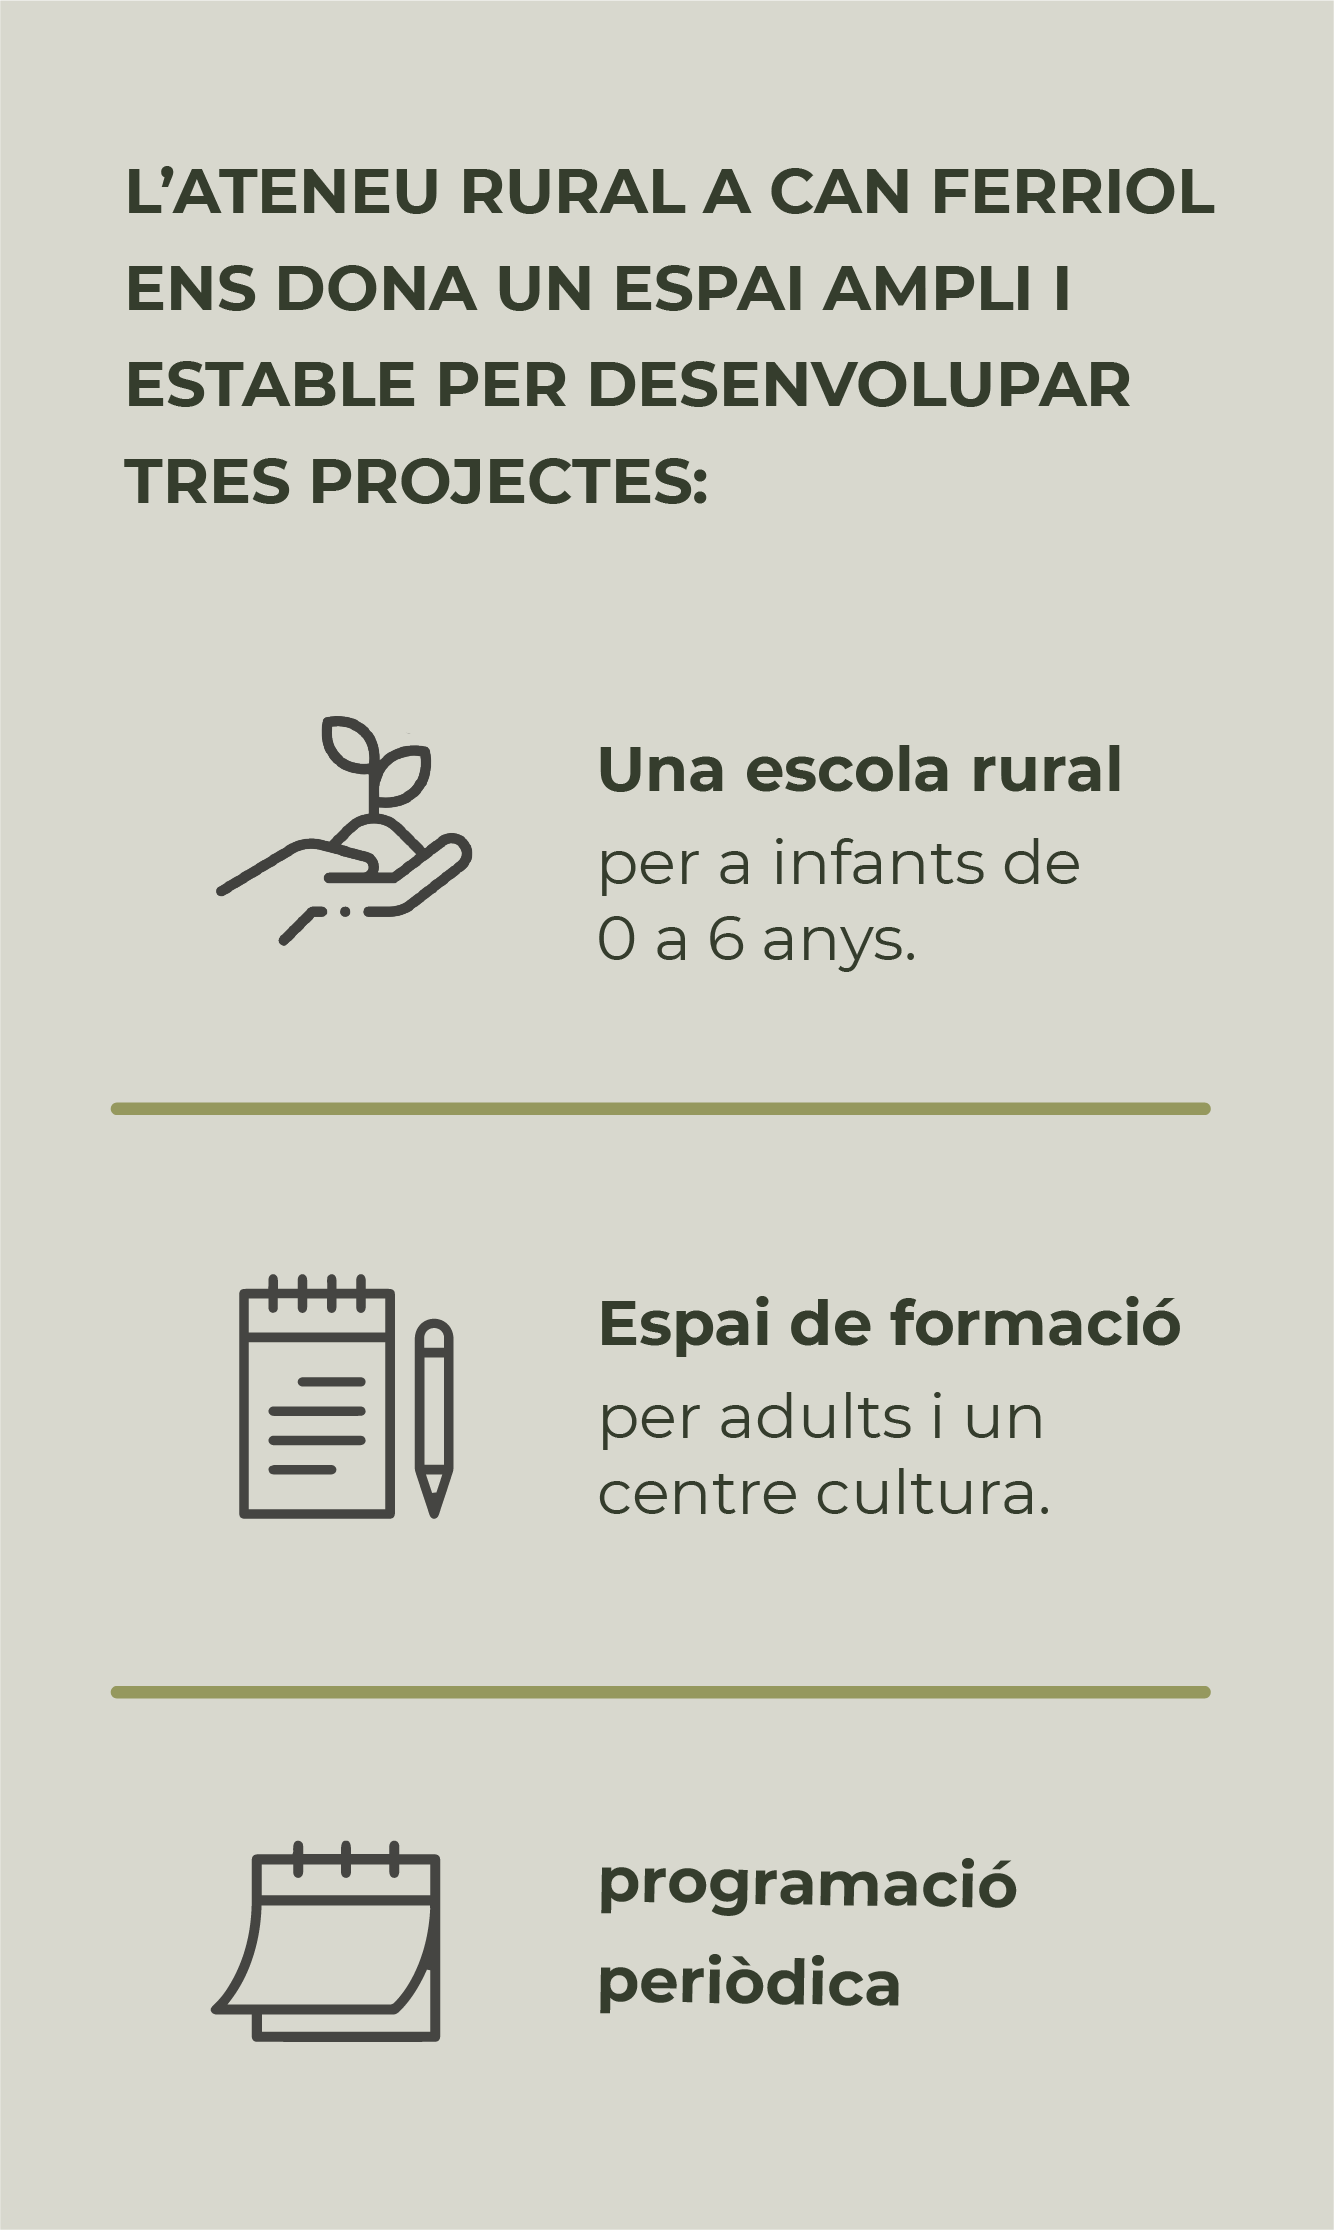 L’ATENEU RURAL A CAN FERRIOL
ENS DONA UN ESPAI AMPLI I
ESTABLE PER DESENVOLUPAR
TRES PROJECTES:
Una escola rural
per a infants de
0 a 6 anys.
Espai de formació
per adults i un
centre cultura.
programació
periòdica